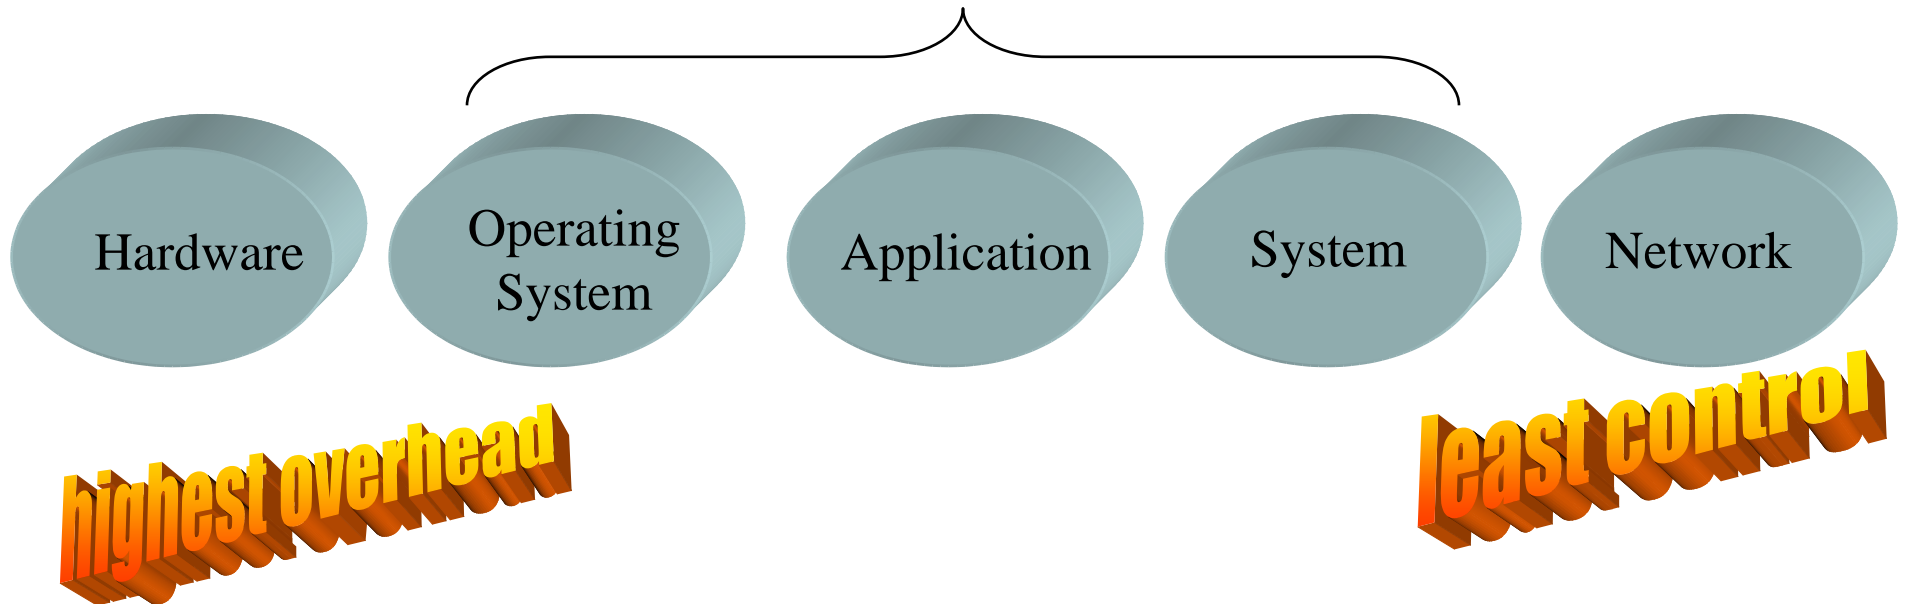 Hardware
Operating
System
Application
System
Network
highest overhead
least control